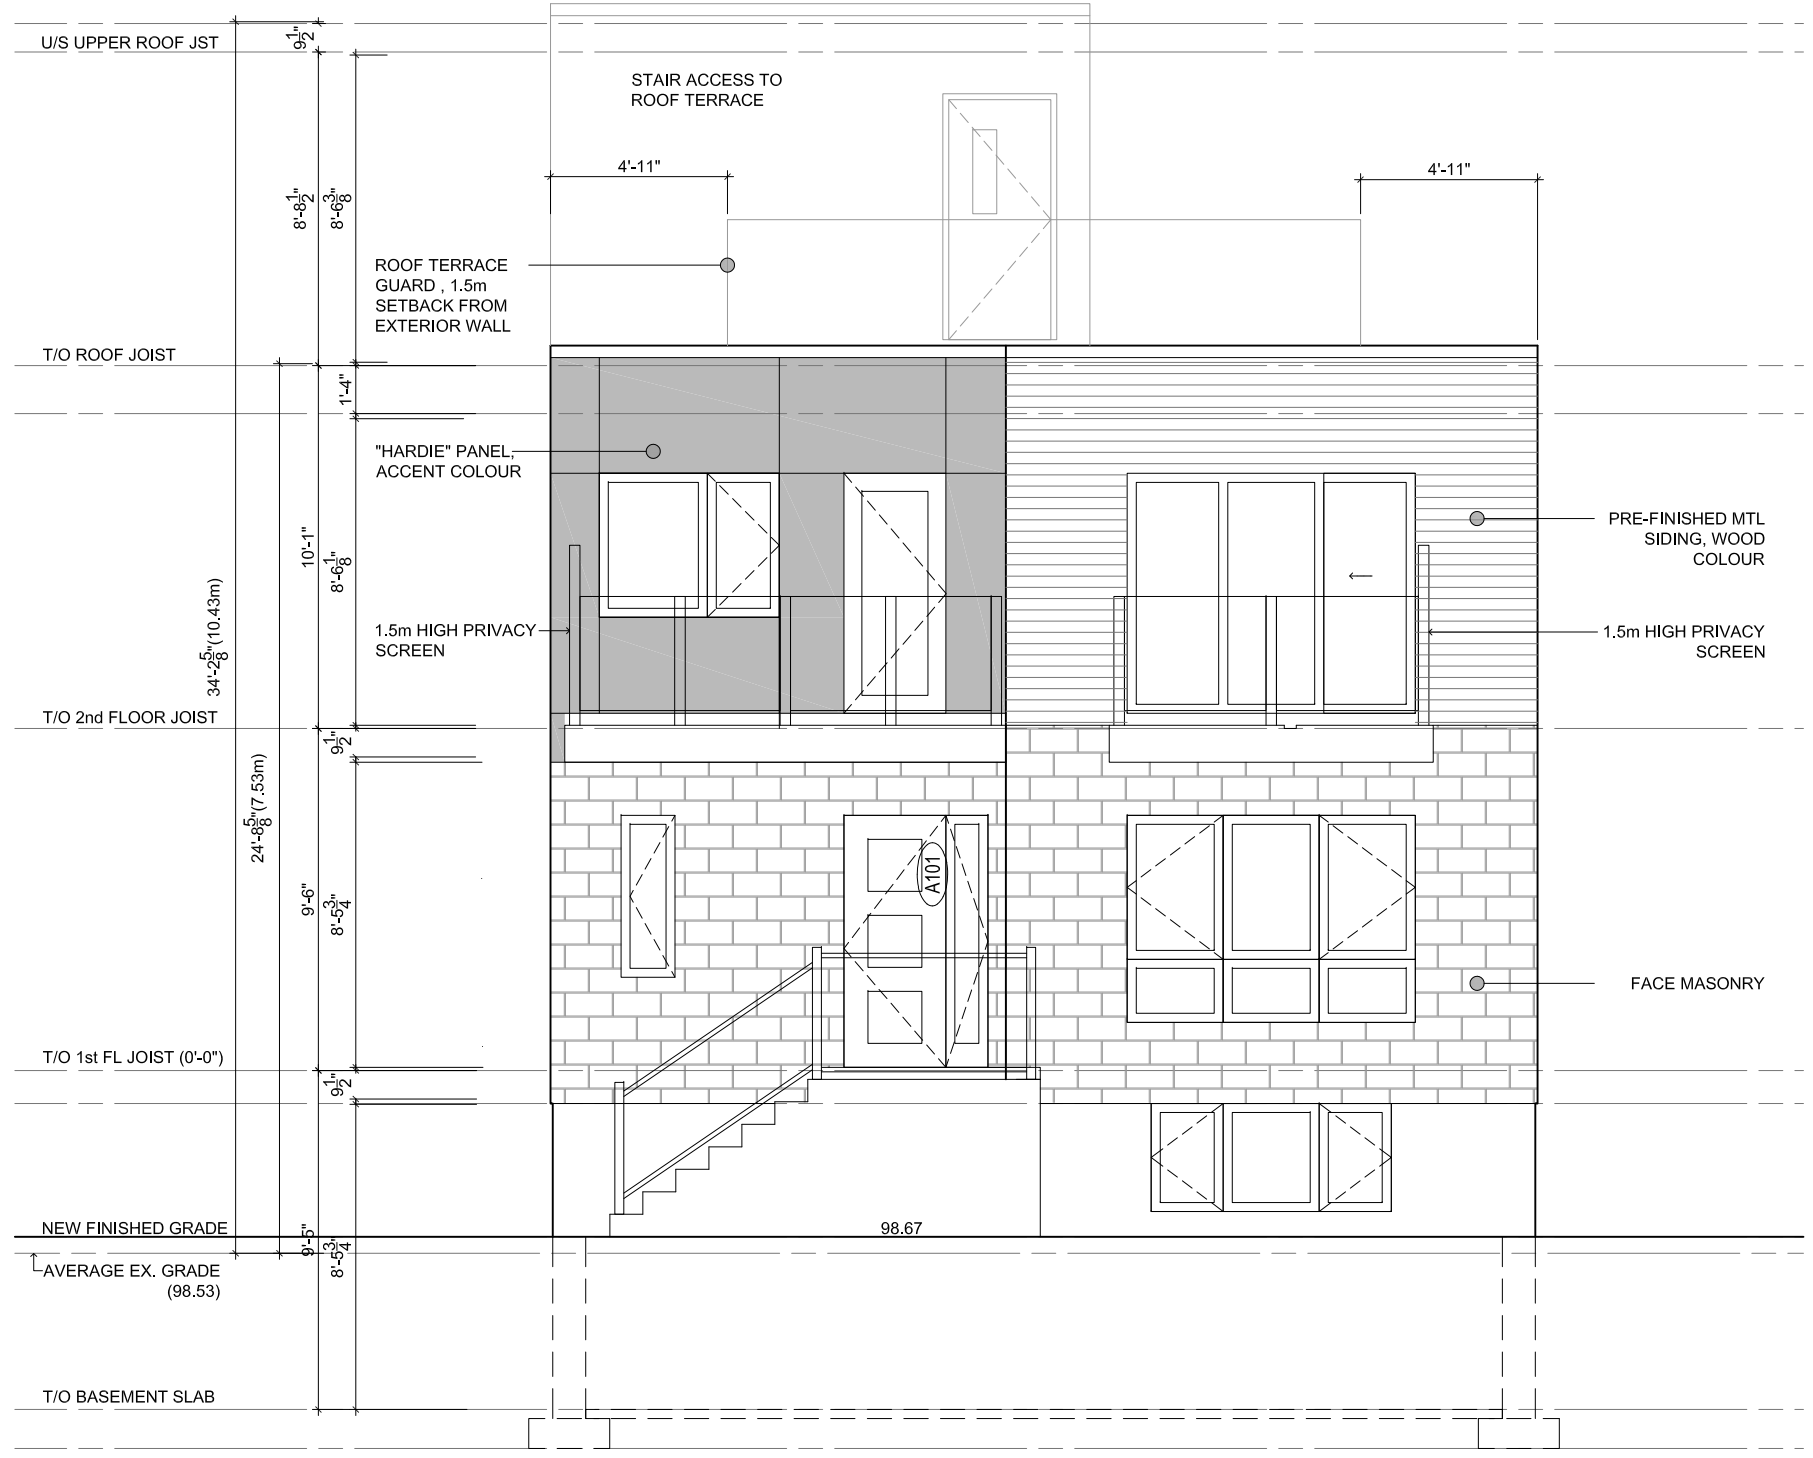 U/S UPPER ROOF JST
9 1/2"
STAIR ACCESS TO
ROOF TERRACE
4'-11"
4'-11"
8'-8 1/2"
8'-6 3/8"
ROOF TERRACE
GUARD , 1.5m
SETBACK FROM
EXTERIOR WALL
T/O ROOF JOIST
1'-4"
"HARDIE" PANEL,
ACCENT COLOUR
PRE-FINISHED MTL
SIDING, WOOD
COLOUR
10'-1"
8'-6 1/8"
34'-2 5/8"(10.43m)
1.5m HIGH PRIVACY
SCREEN
1.5m HIGH PRIVACY
SCREEN
T/O 2nd FLOOR JOIST
9 1/2"
24'-8 5/8"(7.53m)
A101
9'-6"
8'-5 3/4"
FACE MASONRY
T/O 1st FL JOIST (0'-0")
9 1/2"
NEW FINISHED GRADE
98.67
9'-5"
8'-5 3/4"
AVERAGE EX. GRADE
(98.53)
T/O BASEMENT SLAB